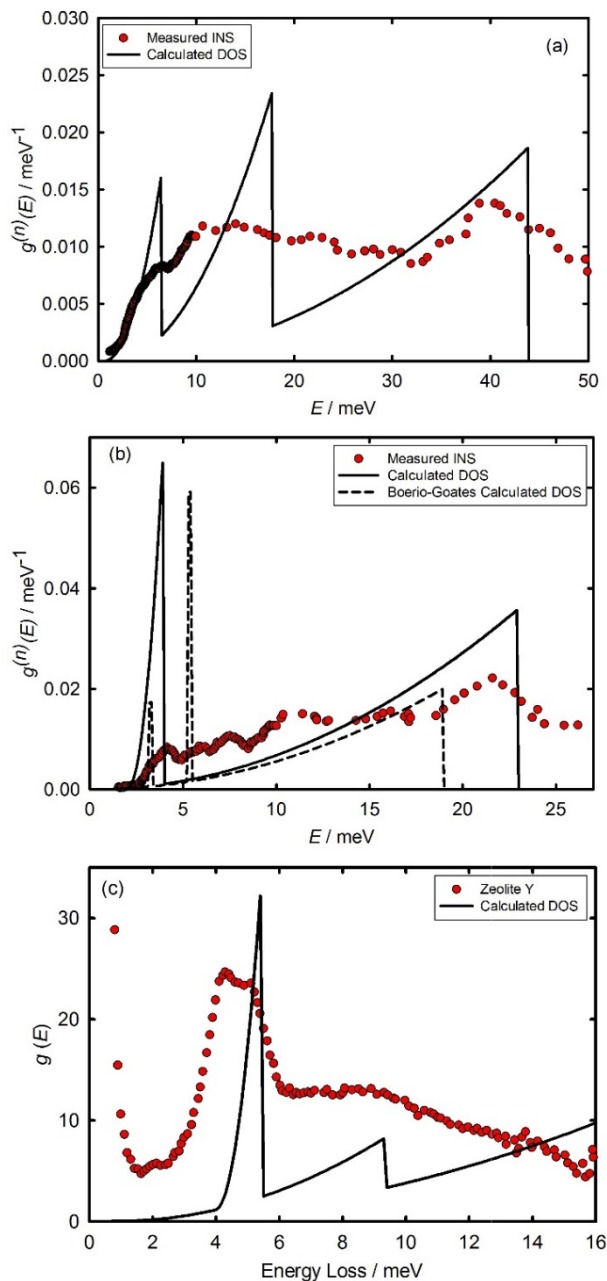 Measured INS
Calculated DOS
(a)
0.030
0.025
0.020
0.015
0.010
0.005
0.000
g^(n)(E) / meV⁻¹
0 10 20 30 40 50
E / meV
(b)
Measured INS
Calculated DOS
Boerio-Goates Calculated DOS
0.06
0.04
0.02
0.00
g^(n)(E) / meV⁻¹
0 5 10 15 20 25
E / meV
(c)
Zeolite Y
Calculated DOS
30
20
10
0
g (E)
0 2 4 6 8 10 12 14 16
Energy Loss / meV